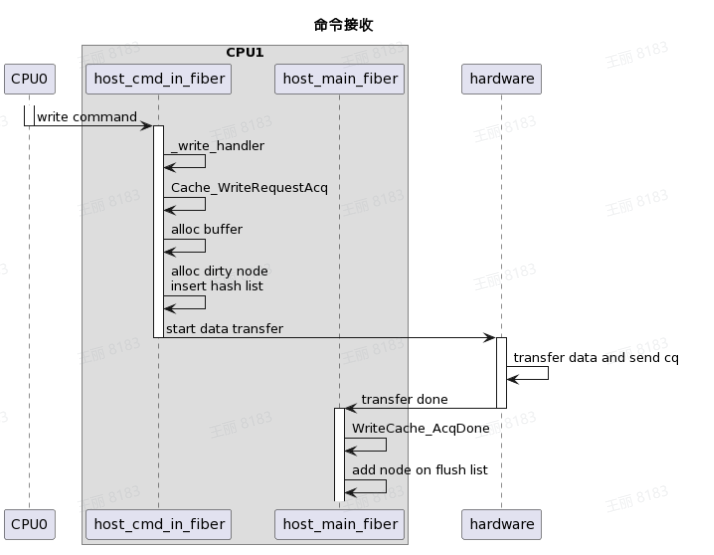 命令接收
CPU1
CPU0 host_cmd_in_fiber host_main_fiber hardware
write command
_write_handler
Cache_WriteRequestAcq
alloc buffer
alloc dirty node
insert hash list
start data transfer
transfer data and send cq
transfer done
WriteCache_AcqDone
add node on flush list
CPU0 host_cmd_in_fiber host_main_fiber hardware
王丽 8183